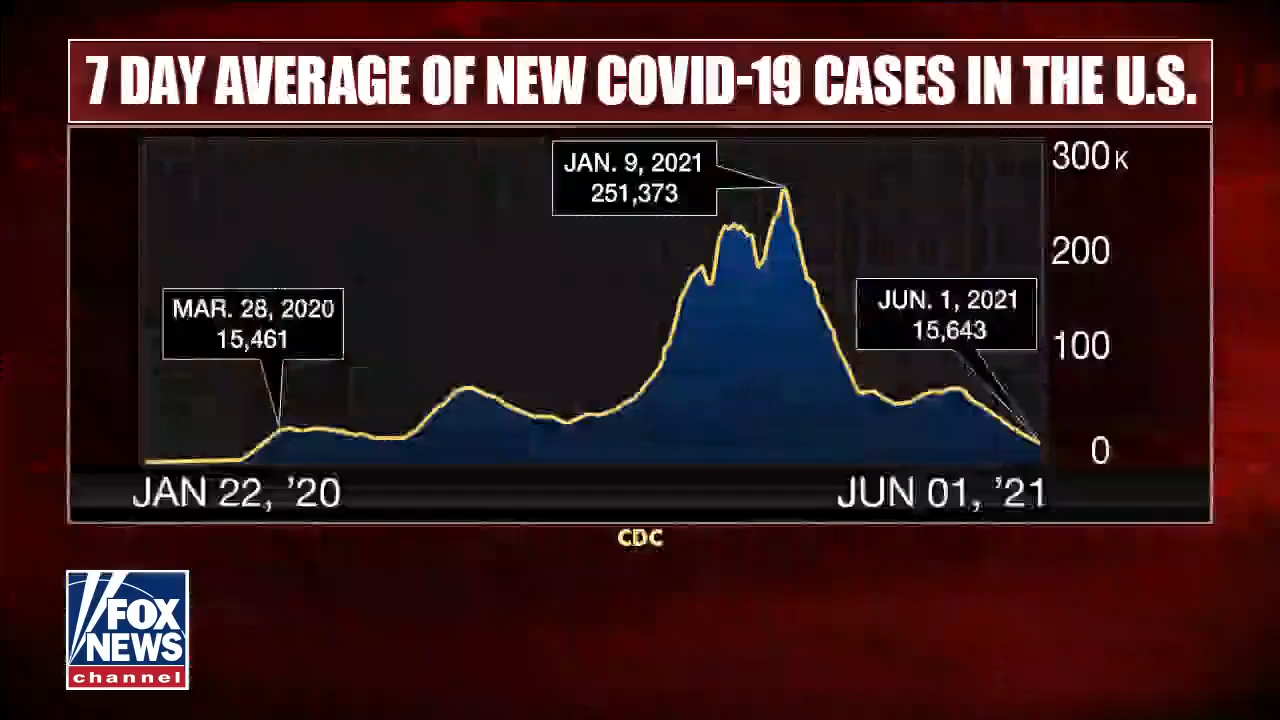 7 DAY AVERAGE OF NEW COVID-19 CASES IN THE U.S.
JAN. 9, 2021
251,373
MAR. 28, 2020
15,461
JUN. 1, 2021
15,643
300K
200
100
0
JAN 22, '20
JUN 01, '21
CDC
FOX
NEWS
channel